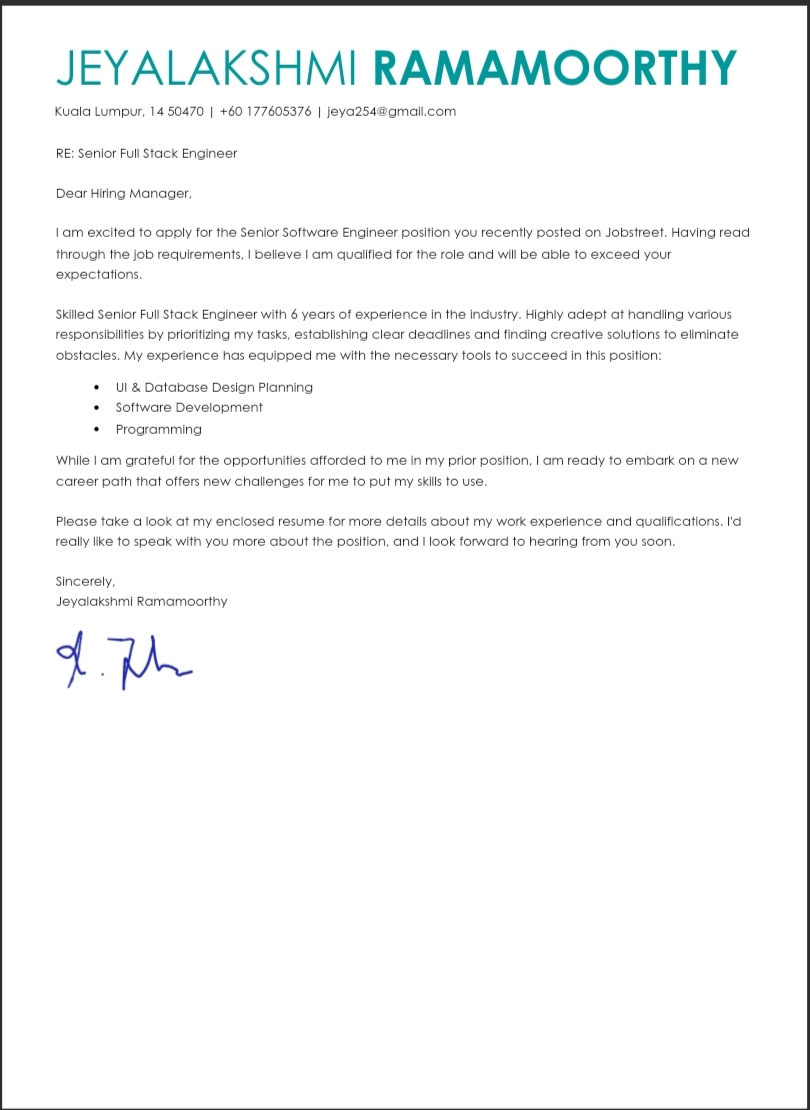 JEYALAKSHMI RAMAMOORTHY
Kuala Lumpur, 14 50470 | +60 177605376 | jeya254@gmail.com
RE: Senior Full Stack Engineer
Dear Hiring Manager,
I am excited to apply for the Senior Software Engineer position you recently posted on Jobstreet. Having read
through the job requirements, I believe I am qualified for the role and will be able to exceed your
expectations.
Skilled Senior Full Stack Engineer with 6 years of experience in the industry. Highly adept at handling various
responsibilities by prioritizing my tasks, establishing clear deadlines and finding creative solutions to eliminate
obstacles. My experience has equipped me with the necessary tools to succeed in this position:
• UI & Database Design Planning
• Software Development
• Programming
While I am grateful for the opportunities afforded to me in my prior position, I am ready to embark on a new
career path that offers new challenges for me to put my skills to use.
Please take a look at my enclosed resume for more details about my work experience and qualifications. I'd
really like to speak with you more about the position, and I look forward to hearing from you soon.
Sincerely,
Jeyalakshmi Ramamoorthy